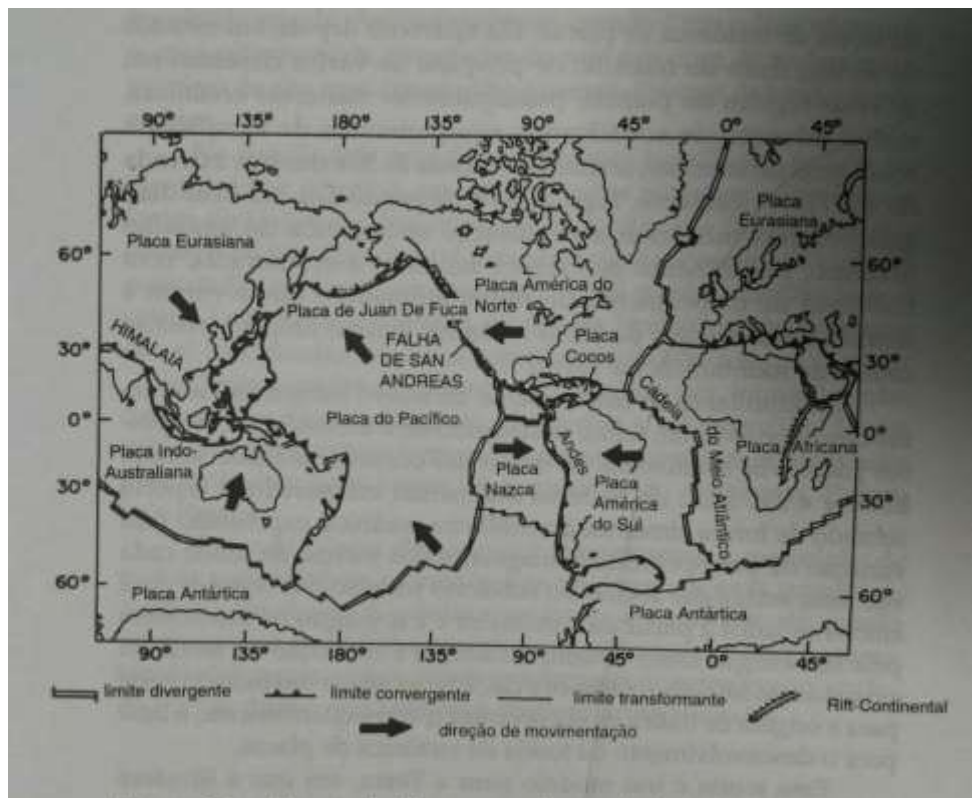 90° 135° 180° 135° 90° 45° 0° 45°
Placa Eurasiana
Placa Eurasiana
60° 60°
Placa América do Norte
Placa de Juan De Fuca
HIMALAIA
FALHA DE SAN ANDREAS
Placa Cocos
30° 30°
Cadeia do Meio Atlântico
Placa do Pacífico
0° 0°
Placa Indo-Australiana
Andes
Placa Africana
Placa Nazca
Placa América do Sul
30° 30°
60° 60°
Placa Antártica
Placa Antártica
90° 135° 180° 135° 90° 45° 0° 45°
limite divergente
limite convergente
limite transformante
Rift-Continental
direção de movimentação